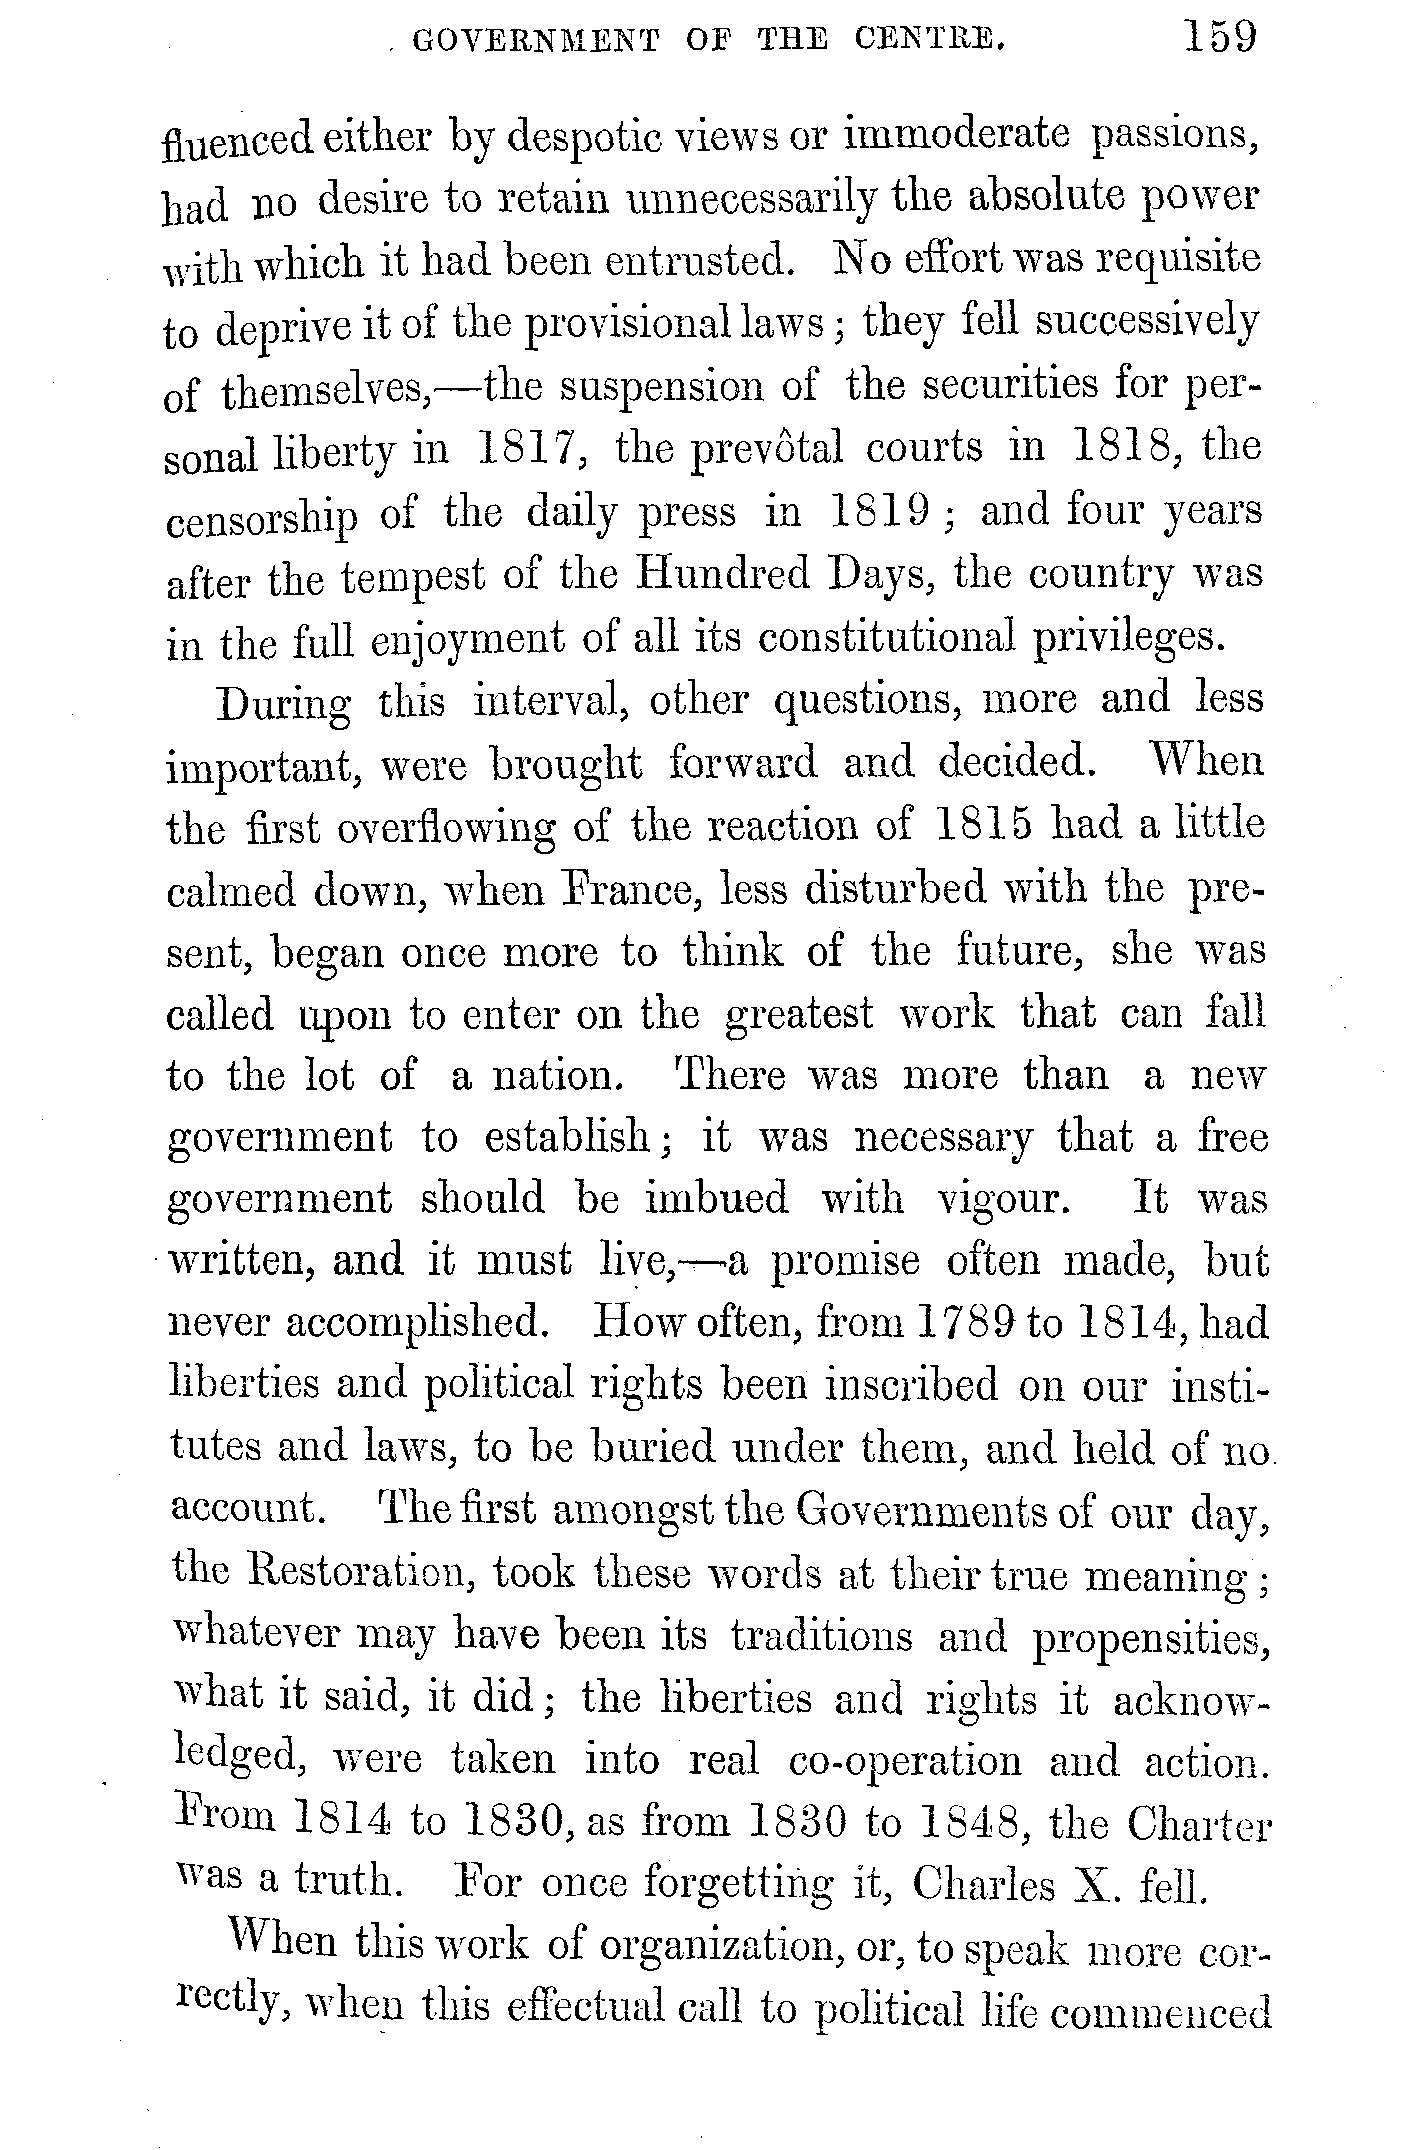 GOVERNMENT OF THE CENTRE. 159
fluenced either by despotic views or immoderate passions,
had no desire to retain unnecessarily the absolute power
with which it had been entrusted. No effort was requisite
to deprive it of the provisional laws; they fell successively
of themselves,—the suspension of the securities for per-
sonal liberty in 1817, the prevôtal courts in 1818, the
censorship of the daily press in 1819; and four years
after the tempest of the Hundred Days, the country was
in the full enjoyment of all its constitutional privileges.
During this interval, other questions, more and less
important, were brought forward and decided. When
the first overflowing of the reaction of 1815 had a little
calmed down, when France, less disturbed with the pre-
sent, began once more to think of the future, she was
called upon to enter on the greatest work that can fall
to the lot of a nation. There was more than a new
government to establish; it was necessary that a free
government should be imbued with vigour. It was
written, and it must live,—a promise often made, but
never accomplished. How often, from 1789 to 1814, had
liberties and political rights been inscribed on our insti-
tutes and laws, to be buried under them, and held of no
account. The first amongst the Governments of our day,
the Restoration, took these words at their true meaning;
whatever may have been its traditions and propensities,
what it said, it did; the liberties and rights it acknow-
ledged, were taken into real co-operation and action.
From 1814 to 1830, as from 1830 to 1848, the Charter
was a truth. For once forgetting it, Charles X. fell.
When this work of organization, or, to speak more cor-
rectly, when this effectual call to political life commenced